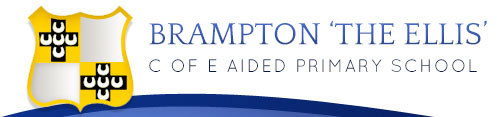 BRAMPTON ‘THE ELLIS’
C OF E AIDED PRIMARY SCHOOL